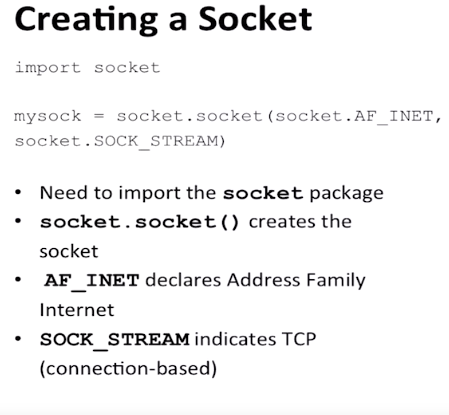 Creating a Socket
import socket
mysock = socket.socket(socket.AF_INET,
socket.SOCK_STREAM)
• Need to import the socket package
• socket.socket() creates the
socket
• AF_INET declares Address Family
Internet
• SOCK_STREAM indicates TCP
(connection-based)